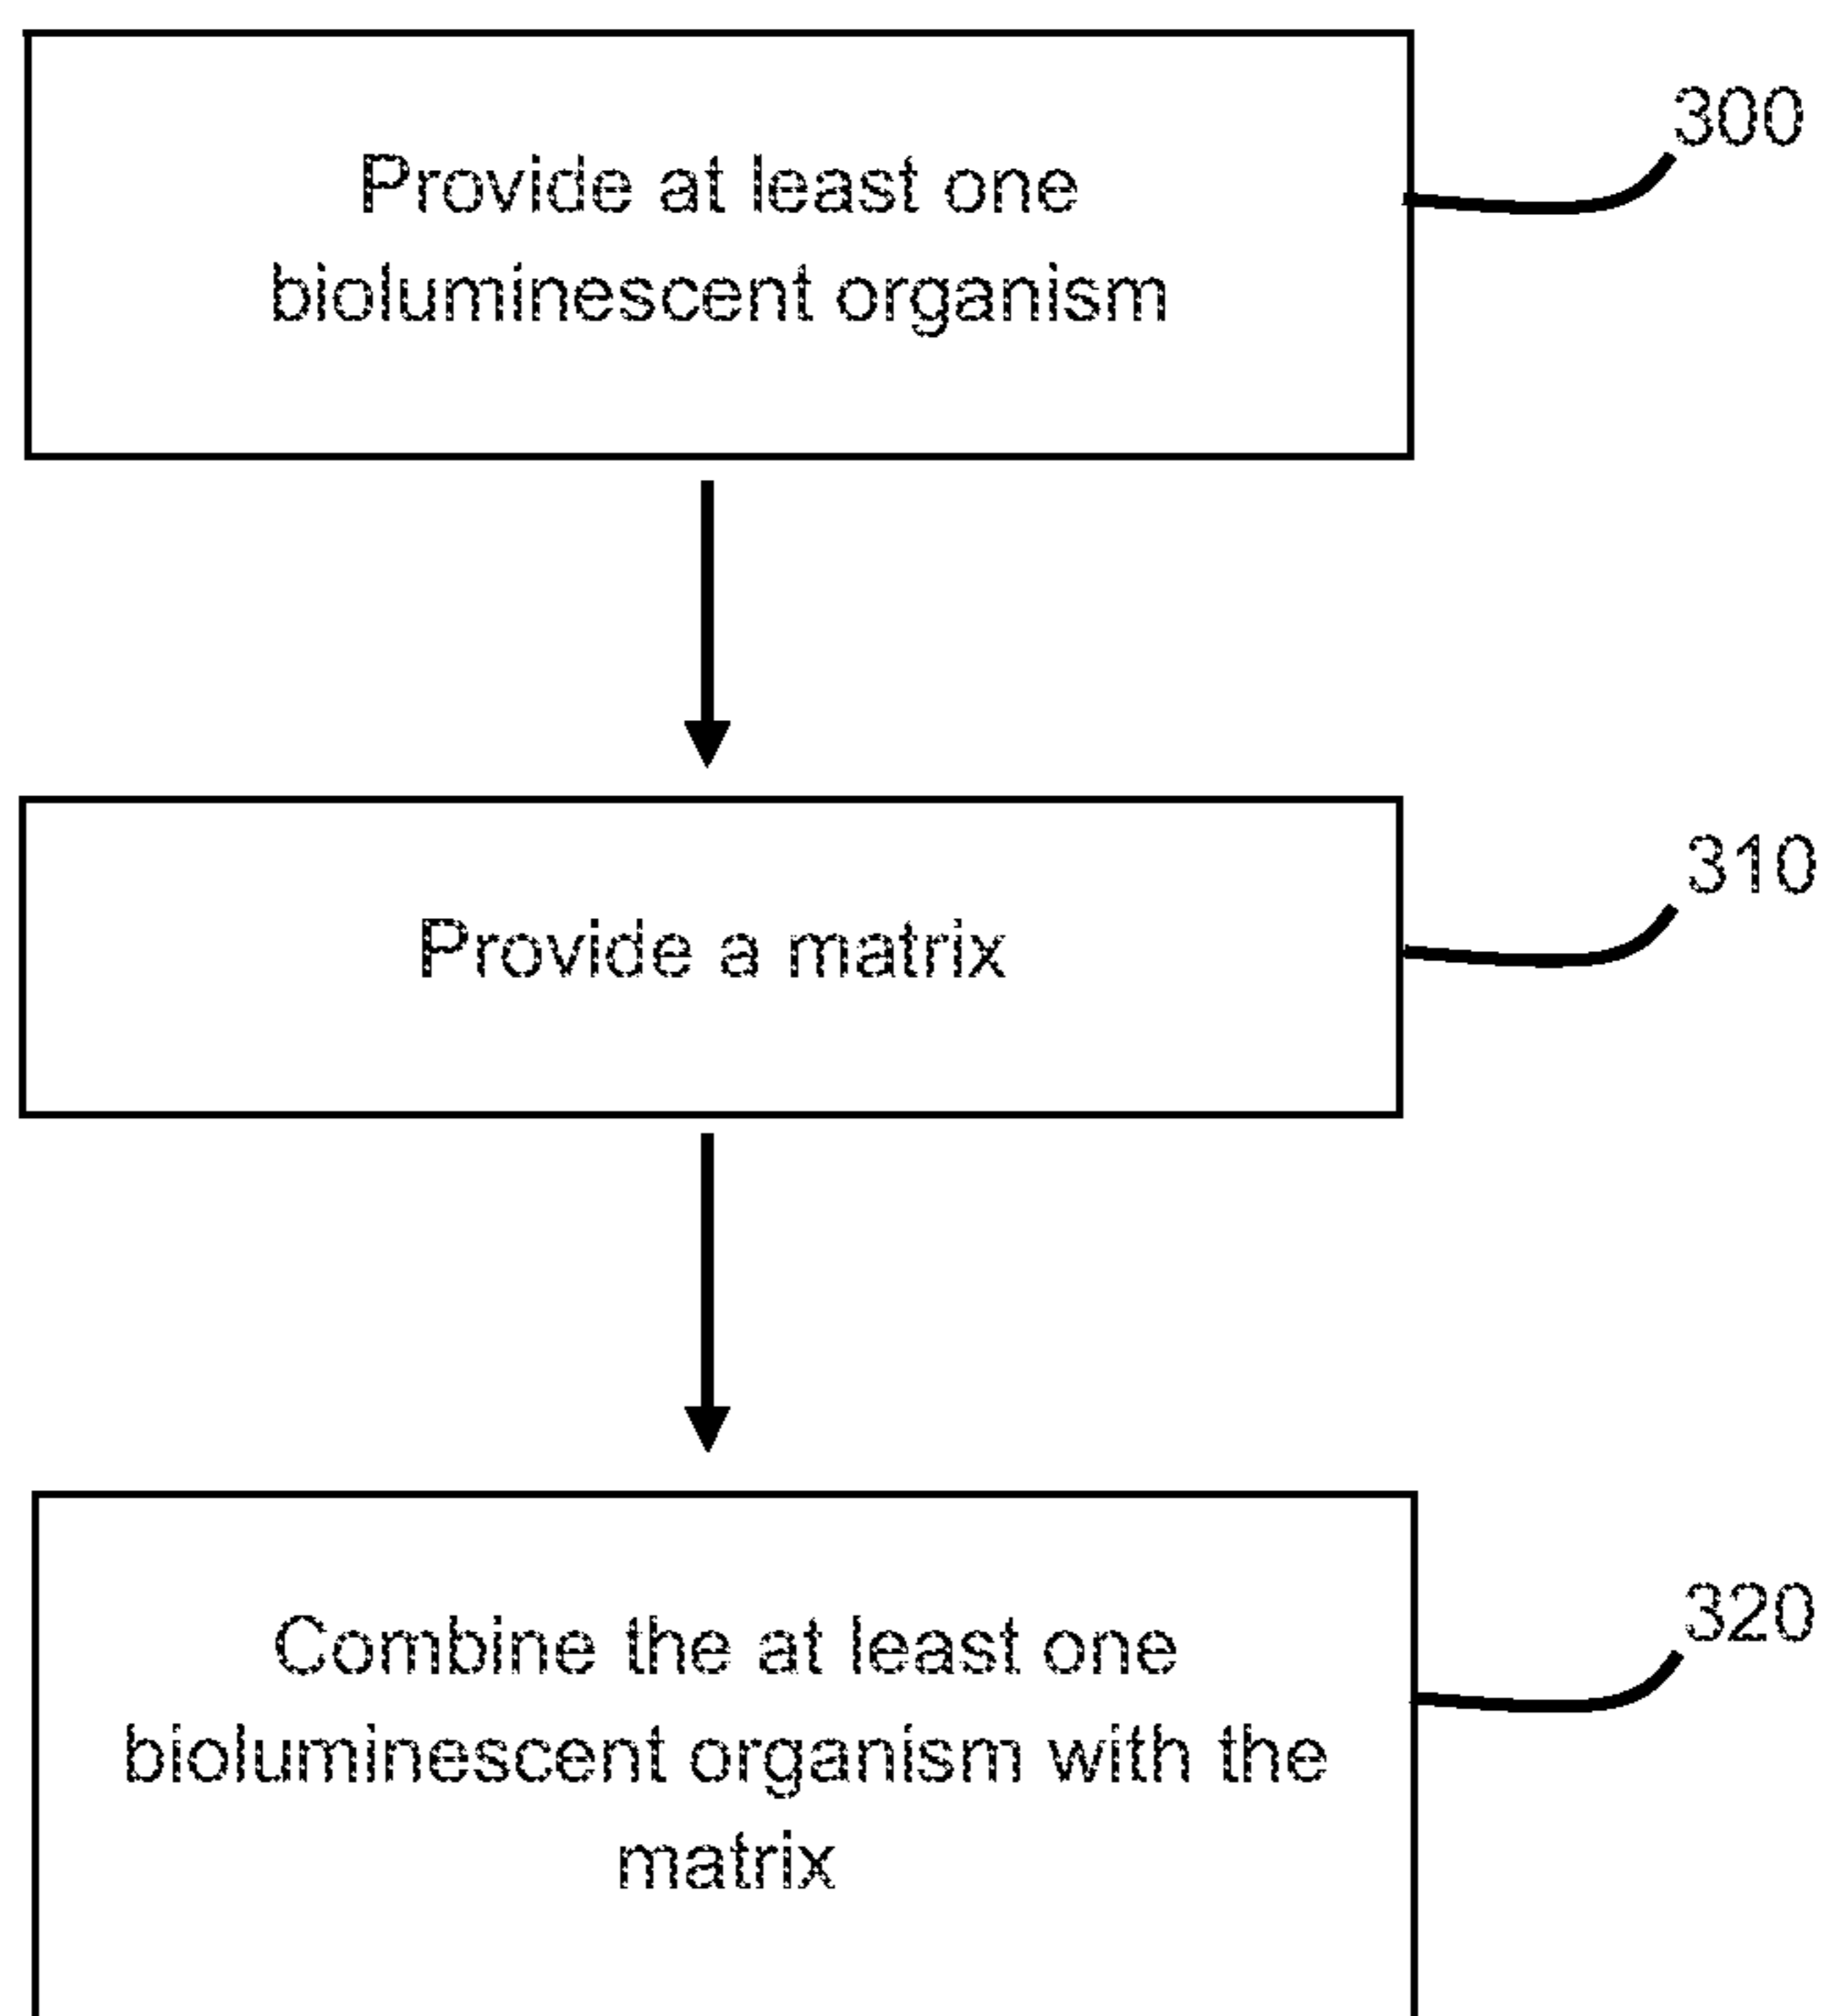 300
Provide at least one
bioluminescent organism
310
Provide a matrix
320
Combine the at least one
bioluminescent organism with the
matrix